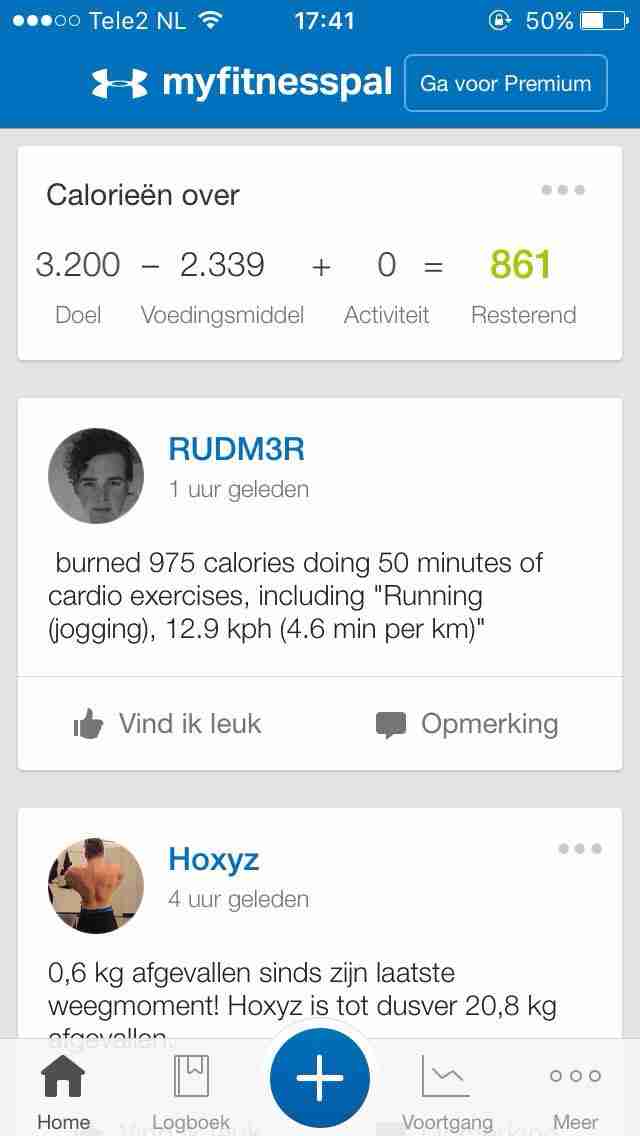 Tele2 NL 17:41 50%
myfitnesspal Ga voor Premium
Calorieën over
3.200 – 2.339 + 0 = 861
Doel Voedingsmiddel Activiteit Resterend
RUDM3R
1 uur geleden
burned 975 calories doing 50 minutes of
cardio exercises, including "Running
(jogging), 12.9 kph (4.6 min per km)"
Vind ik leuk Opmerking
Hoxyz
4 uur geleden
0,6 kg afgevallen sinds zijn laatste
weegmoment! Hoxyz is tot dusver 20,8 kg
afgevallen.
Home Logboek Voortgang Meer